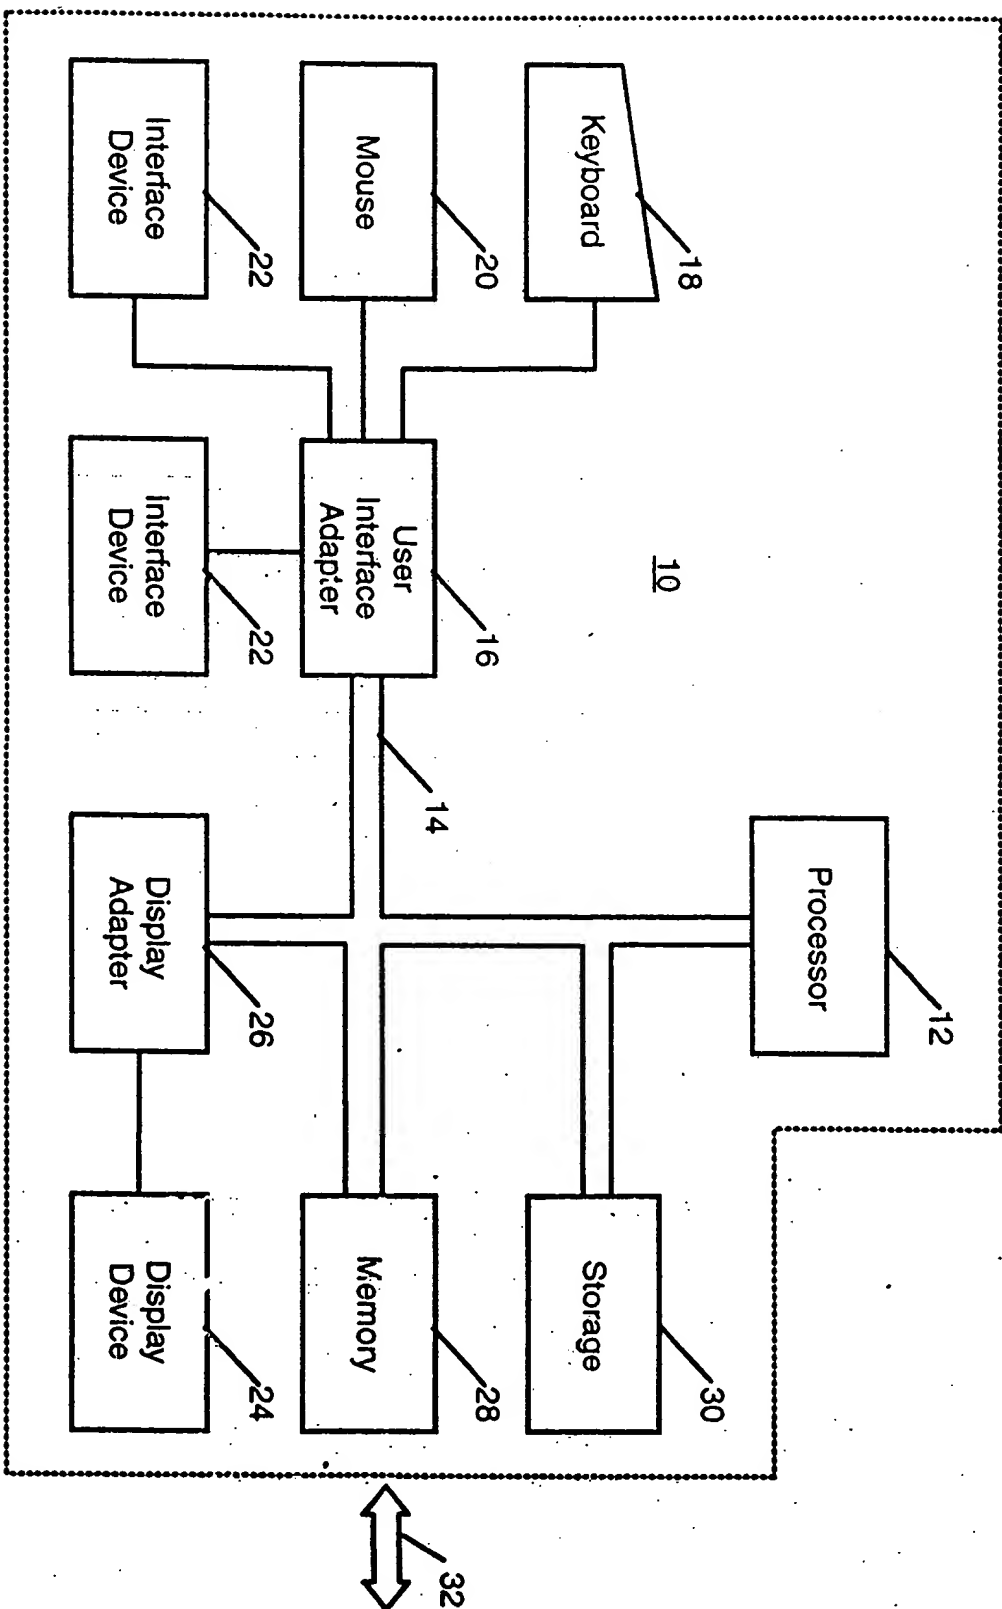 10
Processor
12
Keyboard
18
Storage
30
Mouse
20
User
Interface
Adapter
16
14
Memory
28
32
Interface
Device
22
Interface
Device
22
Display
Adapter
26
Display
Device
24